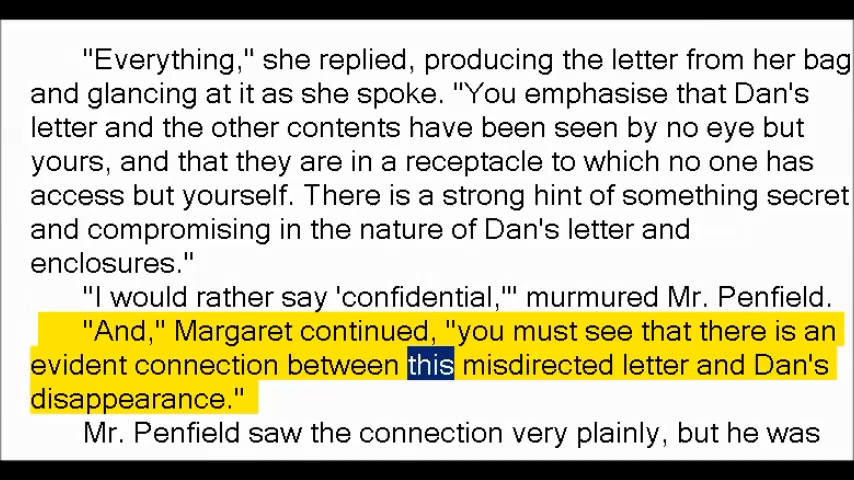 "Everything," she replied, producing the letter from her bag
and glancing at it as she spoke. "You emphasise that Dan's
letter and the other contents have been seen by no eye but
yours, and that they are in a receptacle to which no one has
access but yourself. There is a strong hint of something secret
and compromising in the nature of Dan's letter and
enclosures."
"I would rather say 'confidential,'" murmured Mr. Penfield.
"And," Margaret continued, "you must see that there is an
evident connection between this misdirected letter and Dan's
disappearance."
Mr. Penfield saw the connection very plainly, but he was